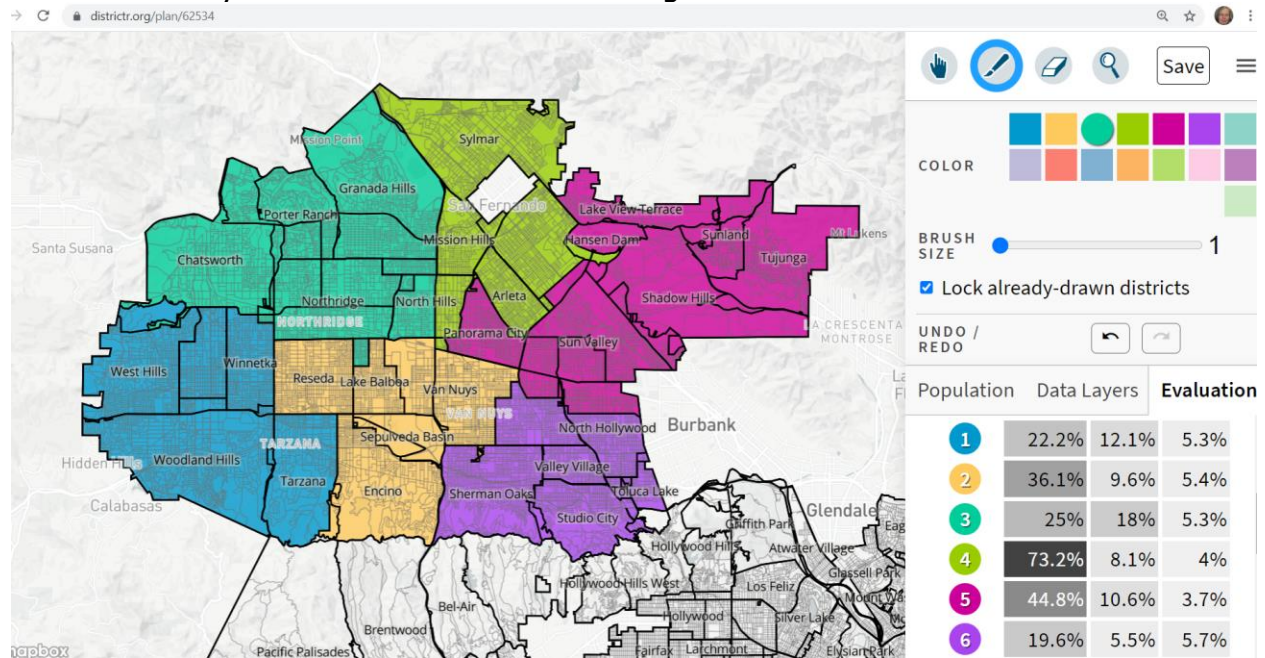 districtr.org/plan/62534
Save
COLOR
BRUSH
SIZE
1
Lock already-drawn districts
UNDO /
REDO
Population Data Layers Evaluation
1 22.2% 12.1% 5.3%
2 36.1% 9.6% 5.4%
3 25% 18% 5.3%
4 73.2% 8.1% 4%
5 44.8% 10.6% 3.7%
6 19.6% 5.5% 5.7%
Mission Point
Sylmar
Granada Hills
San Fernando
Porter Ranch
Lake View Terrace
Santa Susana
Mission Hills
Hansen Dam
Sunland
Mt Lukens
Chatsworth
Tujunga
Northridge
North Hills
Arleta
Shadow Hills
NORTHRIDGE
Panorama City
Sun Valley
LA CRESCENTA
MONTROSE
West Hills
Winnetka
Reseda
Lake Balboa
Van Nuys
VAN NUYS
TARZANA
Sepulveda Basin
North Hollywood
Burbank
Hidden Hills
Woodland Hills
Valley Village
Tarzana
Encino
Sherman Oaks
Toluca Lake
Calabasas
Studio City
Glendale
Griffith Park
Hollywood Hills
Atwater Village
Hollywood Hills West
Glassell Park
Los Feliz
Bel-Air
Hollywood
Silver Lake
Brentwood
Pacific Palisades
Fairfax
Larchmont
Elysian Park
mapbox